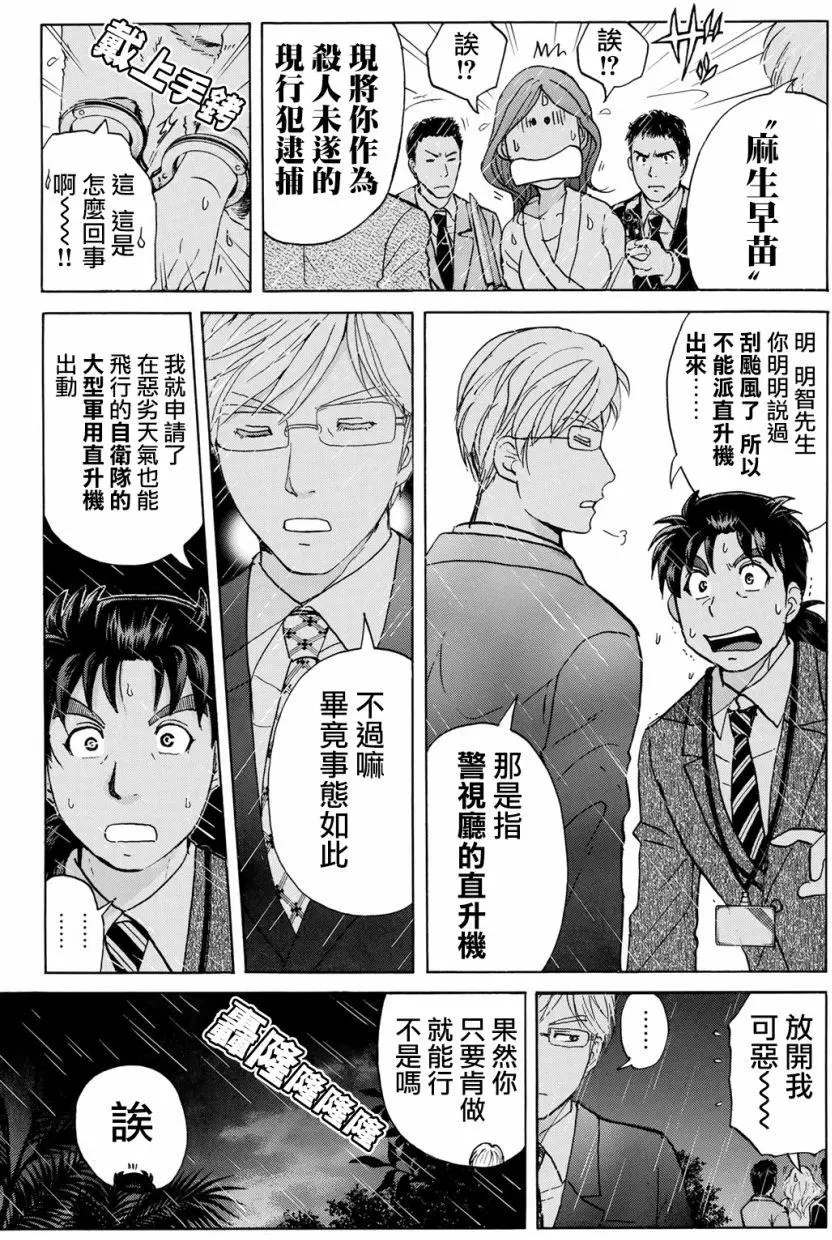 〝麻生早苗〟
誒!?
誒!?
現將你作為
殺人未遂的
現行犯逮捕
戴上手銬
這 這是
怎麼回事
啊～～!!
明 明智先生
你明明説過
刮颱風了 所以
不能派直升機
出來……
那是指
警視廳的直升機
不過嘛
畢竟事態如此
我就申請了
在惡劣天氣也能
飛行的自衛隊的
大型軍用直升機
出動
……
放開我
可惡～～
……
果然你
只要肯做
就能行
不是嗎
轟隆隆隆隆
誒